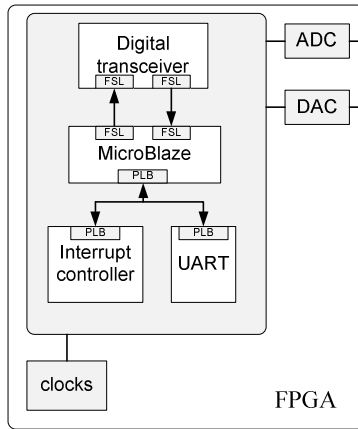 Digital
transceiver
FSL FSL
FSL FSL
MicroBlaze
PLB
PLB
Interrupt
controller
PLB
UART
ADC
DAC
clocks
FPGA